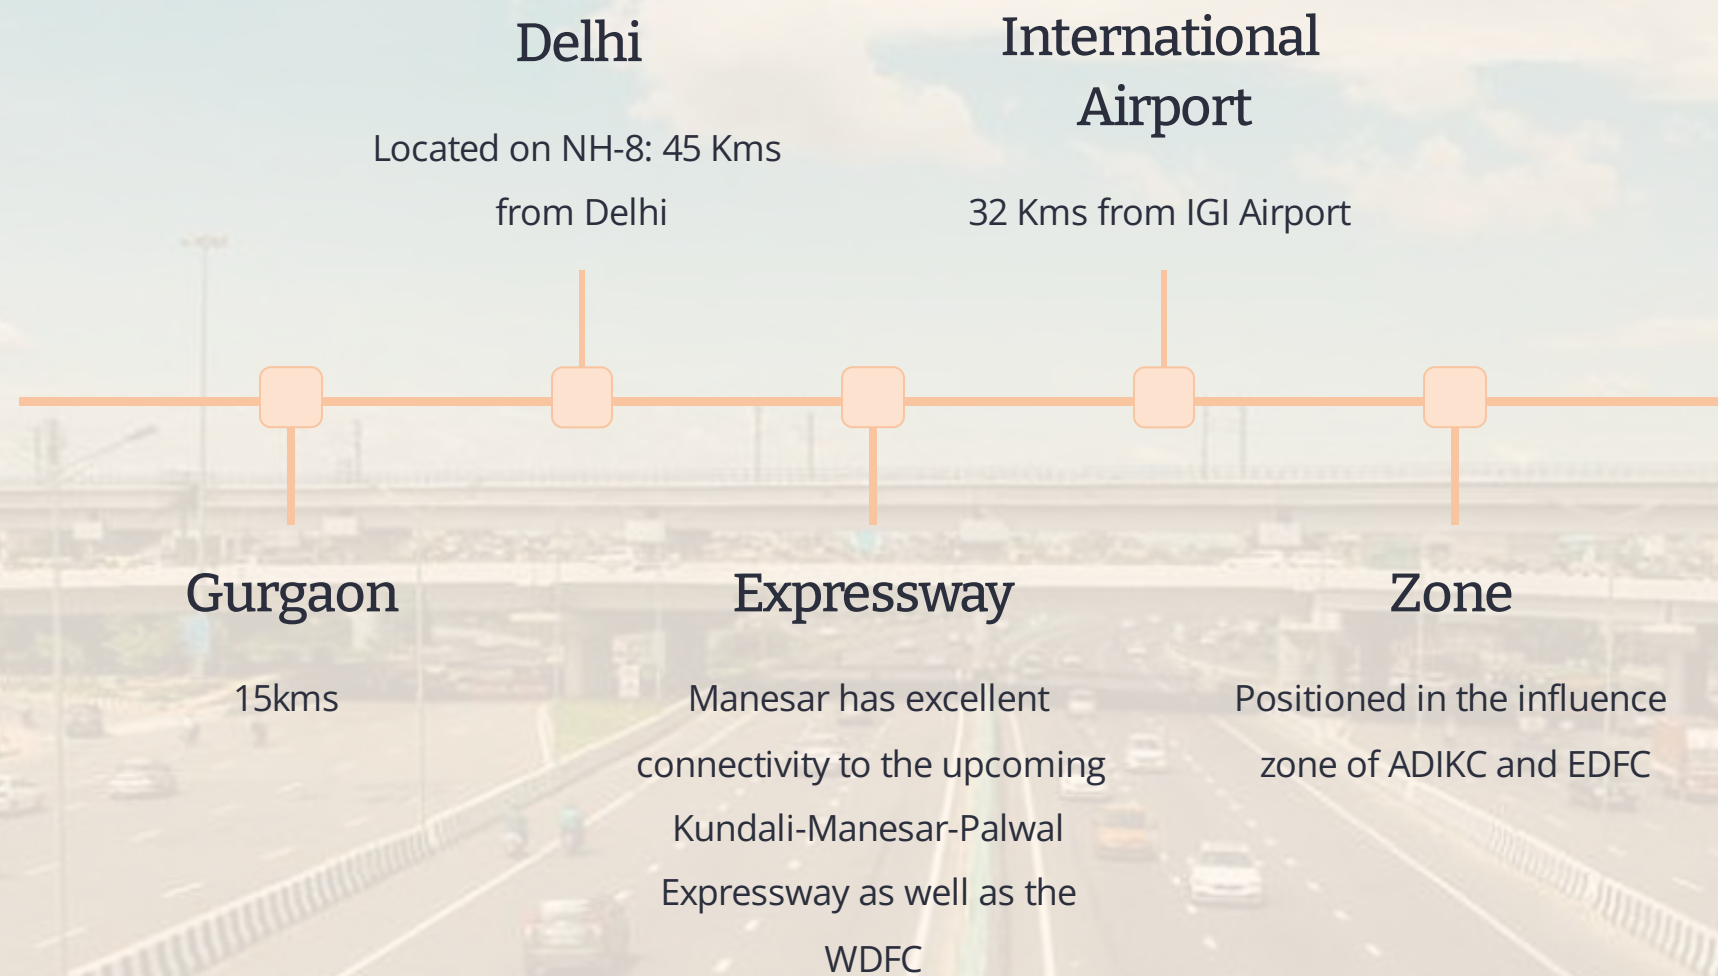 Delhi
Located on NH-8: 45 Kms
from Delhi
International
Airport
32 Kms from IGI Airport
Gurgaon
15kms
Expressway
Manesar has excellent
connectivity to the upcoming
Kundali-Manesar-Palwal
Expressway as well as the
WDFC
Zone
Positioned in the influence
zone of ADIKC and EDFC